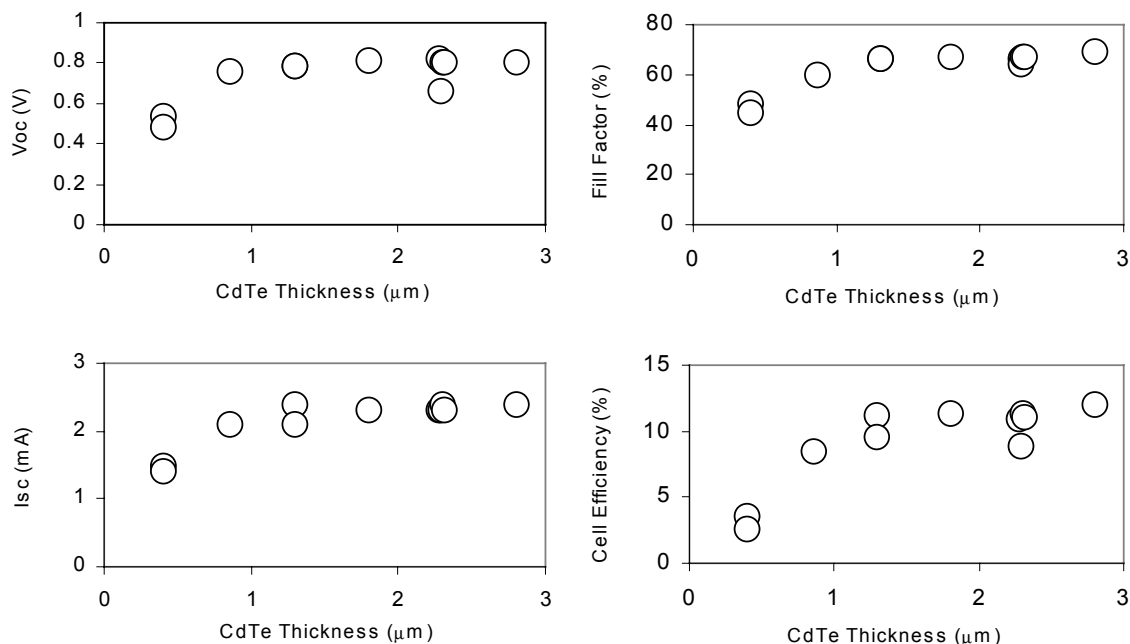 Voc (V)
1
0.8
0.6
0.4
0.2
0
0 1 2 3
CdTe Thickness (μm)
Fill Factor (%)
80
60
40
20
0
0 1 2 3
CdTe Thickness (μm)
Isc (mA)
3
2
1
0
0 1 2 3
CdTe Thickness (μm)
Cell Efficiency (%)
15
10
5
0
0 1 2 3
CdTe Thickness (μm)